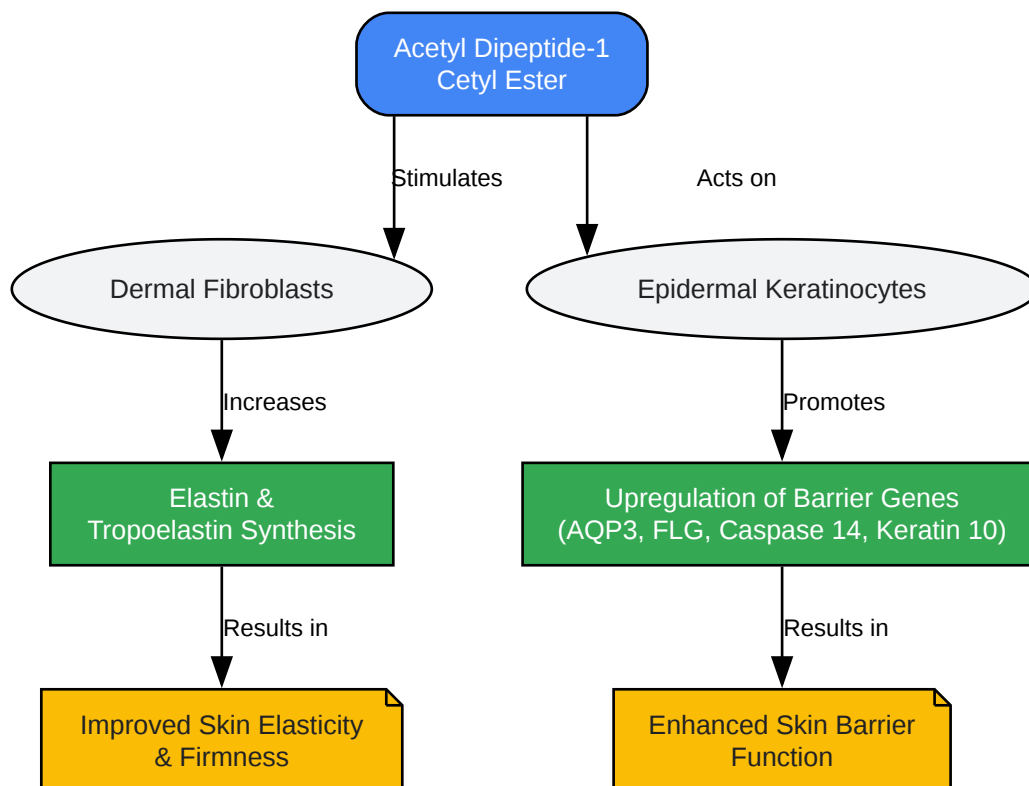 Acetyl Dipeptide-1
Cetyl Ester
Stimulates
Acts on
Dermal Fibroblasts
Epidermal Keratinocytes
Increases
Promotes
Elastin &
Tropoelastin Synthesis
Upregulation of Barrier Genes
(AQP3, FLG, Caspase 14, Keratin 10)
Results in
Results in
Improved Skin Elasticity
& Firmness
Enhanced Skin Barrier
Function